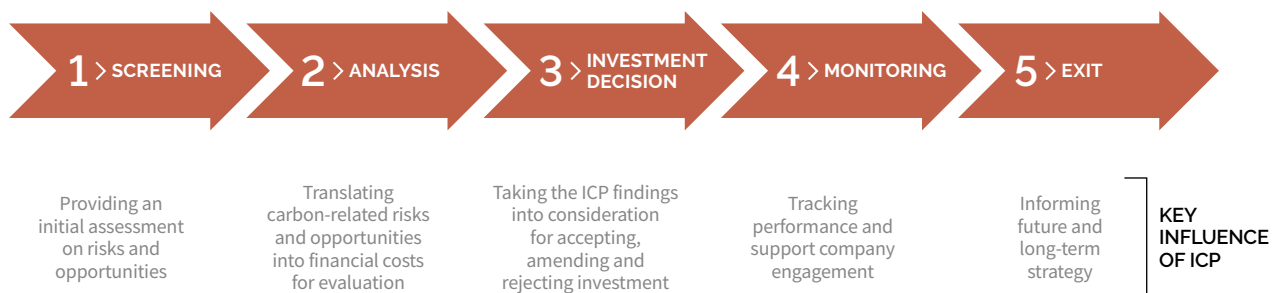 1 > SCREENING
2 > ANALYSIS
3 > INVESTMENT
DECISION
4 > MONITORING
5 > EXIT
Providing an
initial assessment
on risks and
opportunities
Translating
carbon-related risks
and opportunities
into financial costs
for evaluation
Taking the ICP findings
into consideration
for accepting,
amending and
rejecting investment
Tracking
performance and
support company
engagement
Informing
future and
long-term
strategy
KEY
INFLUENCE
OF ICP